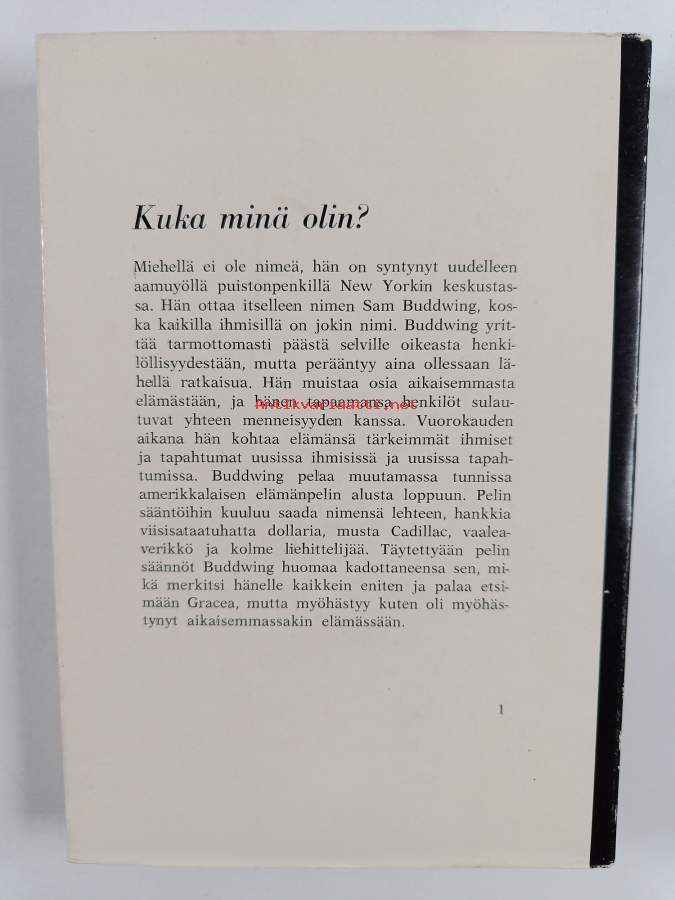 Kuka minä olin?
Miehellä ei ole nimeä, hän on syntynyt uudelleen
aamuyöllä puistonpenkillä New Yorkin keskustas-
sa. Hän ottaa itselleen nimen Sam Buddwing, kos-
ka kaikilla ihmisillä on jokin nimi. Buddwing yrit-
tää tarmottomasti päästä selville oikeasta henki-
löllisyydestään, mutta perääntyy aina ollessaan lä-
hellä ratkaisua. Hän muistaa osia aikaisemmasta
elämästään, ja hänen tapaamansa henkilöt sulau-
Antikvariaatti.net
tuvat yhteen menneisyyden kanssa. Vuorokauden
aikana hän kohtaa elämänsä tärkeimmät ihmiset
ja tapahtumat uusissa ihmisissä ja uusissa tapah-
tumissa. Buddwing pelaa muutamassa tunnissa
amerikkalaisen elämänpelin alusta loppuun. Pelin
sääntöihin kuuluu saada nimensä lehteen, hankkia
viisisataatuhatta dollaria, musta Cadillac, vaalea-
verikkö ja kolme liehittelijää. Täytettyään pelin
säännöt Buddwing huomaa kadottaneensa sen, mi-
kä merkitsi hänelle kaikkein eniten ja palaa etsi-
mään Gracea, mutta myöhästyy kuten oli myöhäs-
tynyt aikaisemmassakin elämässään.
1